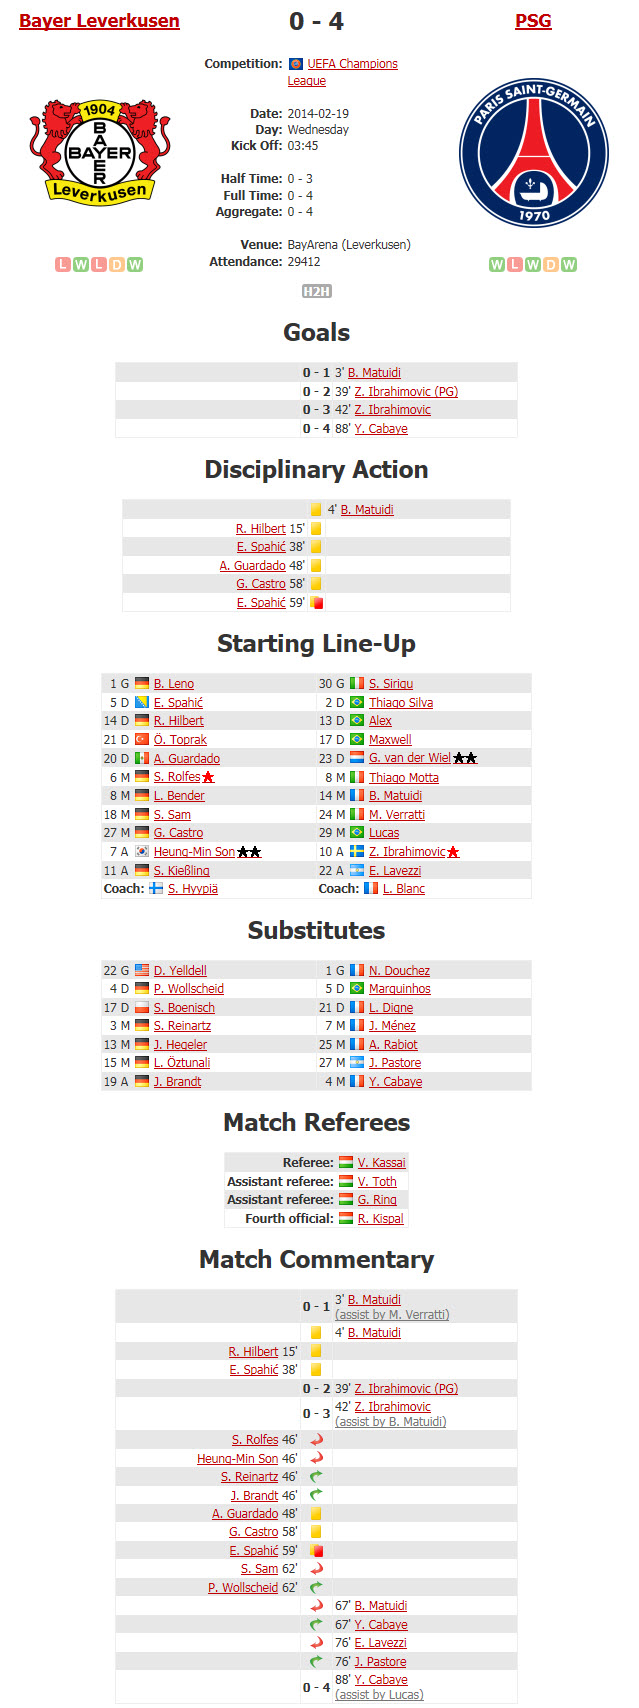 Bayer Leverkusen 0 - 4 PSG
Competition: UEFA Champions
League
Date: 2014-02-19
Day: Wednesday
Kick Off: 03:45
Half Time: 0 - 3
Full Time: 0 - 4
Aggregate: 0 - 4
Venue: BayArena (Leverkusen)
Attendance: 29412
1904
BAYER
BAYER
Leverkusen
PARIS SAINT-GERMAIN
1970
L W L D W
W L W D W
H2H
Goals
0 - 1 3' B. Matuidi
0 - 2 39' Z. Ibrahimovic (PG)
0 - 3 42' Z. Ibrahimovic
0 - 4 88' Y. Cabaye
Disciplinary Action
4' B. Matuidi
R. Hilbert 15'
E. Spahić 38'
A. Guardado 48'
G. Castro 58'
E. Spahić 59'
Starting Line-Up
1 G B. Leno 30 G S. Sirigu
5 D E. Spahić 2 D Thiago Silva
14 D R. Hilbert 13 D Alex
21 D Ö. Toprak 17 D Maxwell
20 D A. Guardado 23 D G. van der Wiel
6 M S. Rolfes 8 M Thiago Motta
8 M L. Bender 14 M B. Matuidi
18 M S. Sam 24 M M. Verratti
27 M G. Castro 29 M Lucas
7 A Heung-Min Son 10 A Z. Ibrahimovic
11 A S. Kießling 22 A E. Lavezzi
Coach: S. Hyypiä Coach: L. Blanc
Substitutes
22 G D. Yelldell 1 G N. Douchez
4 D P. Wollscheid 5 D Marquinhos
17 D S. Boenisch 21 D L. Digne
3 M S. Reinartz 7 M J. Ménez
13 M J. Hegeler 25 M A. Rabiot
15 M L. Öztunali 27 M J. Pastore
19 A J. Brandt 4 M Y. Cabaye
Match Referees
Referee: V. Kassai
Assistant referee: V. Toth
Assistant referee: G. Ring
Fourth official: R. Kispal
Match Commentary
0 - 1 3' B. Matuidi
(assist by M. Verratti)
4' B. Matuidi
R. Hilbert 15'
E. Spahić 38'
0 - 2 39' Z. Ibrahimovic (PG)
0 - 3 42' Z. Ibrahimovic
(assist by B. Matuidi)
S. Rolfes 46'
Heung-Min Son 46'
S. Reinartz 46'
J. Brandt 46'
A. Guardado 48'
G. Castro 58'
E. Spahić 59'
S. Sam 62'
P. Wollscheid 62'
67' B. Matuidi
67' Y. Cabaye
76' E. Lavezzi
76' J. Pastore
0 - 4 88' Y. Cabaye
(assist by Lucas)